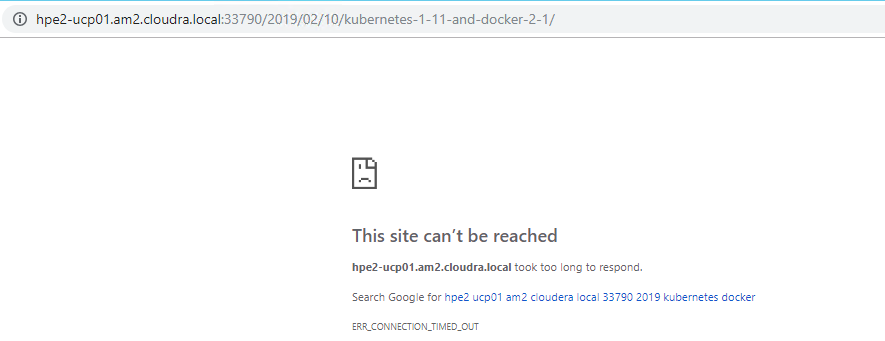 hpe2-ucp01.am2.cloudra.local:33790/2019/02/10/kubernetes-1-11-and-docker-2-1/
This site can't be reached
hpe2-ucp01.am2.cloudra.local took too long to respond.
Search Google for hpe2 ucp01 am2 cloudera local 33790 2019 kubernetes docker
ERR_CONNECTION_TIMED_OUT